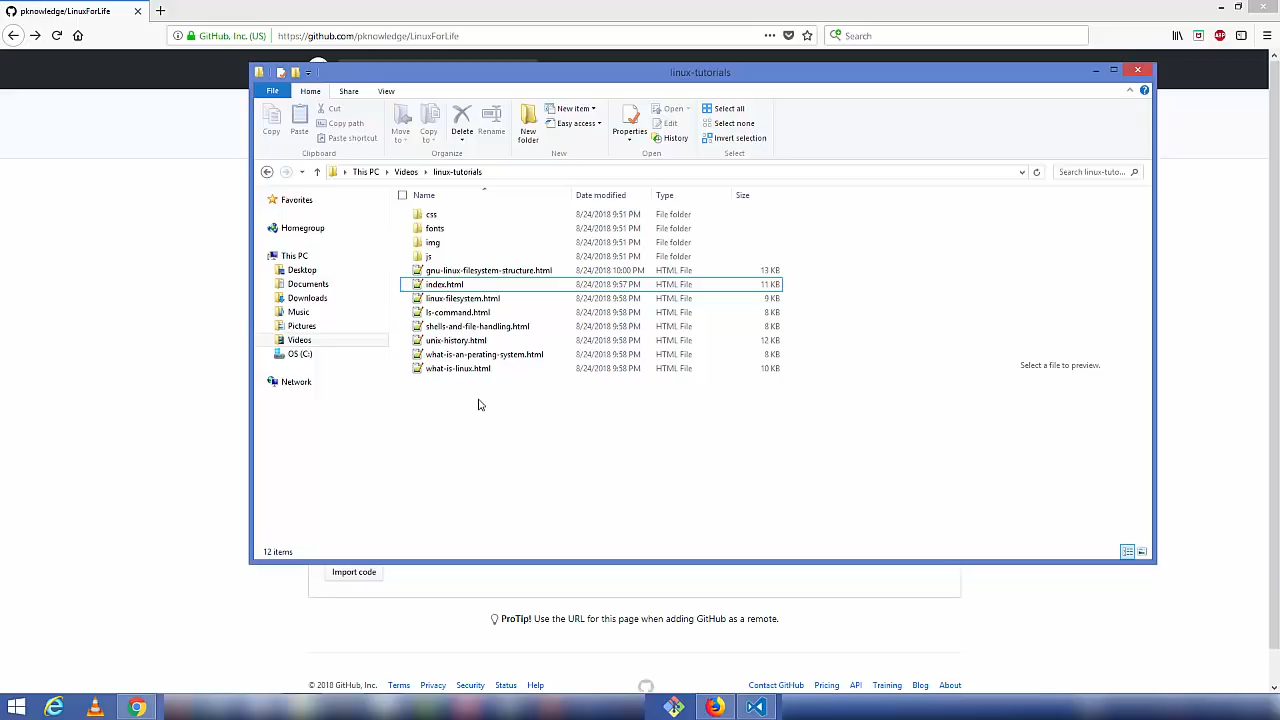 pknowledge/LinuxForLife
GitHub, Inc. (US) https://github.com/pknowledge/LinuxForLife Search
linux-tutorials
File Home Share View
Copy Paste Cut Copy path Paste shortcut Move to Copy to Delete Rename New folder New item Easy access Properties Open Edit History Select all Select none Invert selection
Clipboard Organize New Open Select
This PC Videos linux-tutorials Search linux-tuto...
Name Date modified Type Size
Favorites
Homegroup
This PC
Desktop
Documents
Downloads
Music
Pictures
Videos
OS (C:)
Network
css 8/24/2018 9:51 PM File folder
fonts 8/24/2018 9:51 PM File folder
img 8/24/2018 9:51 PM File folder
js 8/24/2018 9:51 PM File folder
gnu-linux-filesystem-structure.html 8/24/2018 10:00 PM HTML File 13 KB
index.html 8/24/2018 9:57 PM HTML File 11 KB
linux-filesystem.html 8/24/2018 9:58 PM HTML File 9 KB
ls-command.html 8/24/2018 9:58 PM HTML File 8 KB
shells-and-file-handling.html 8/24/2018 9:58 PM HTML File 8 KB
unix-history.html 8/24/2018 9:58 PM HTML File 12 KB
what-is-an-perating-system.html 8/24/2018 9:58 PM HTML File 8 KB
what-is-linux.html 8/24/2018 9:58 PM HTML File 10 KB
Select a file to preview.
12 items
Import code
ProTip! Use the URL for this page when adding GitHub as a remote.
© 2018 GitHub, Inc. Terms Privacy Security Status Help Contact GitHub Pricing API Training Blog About